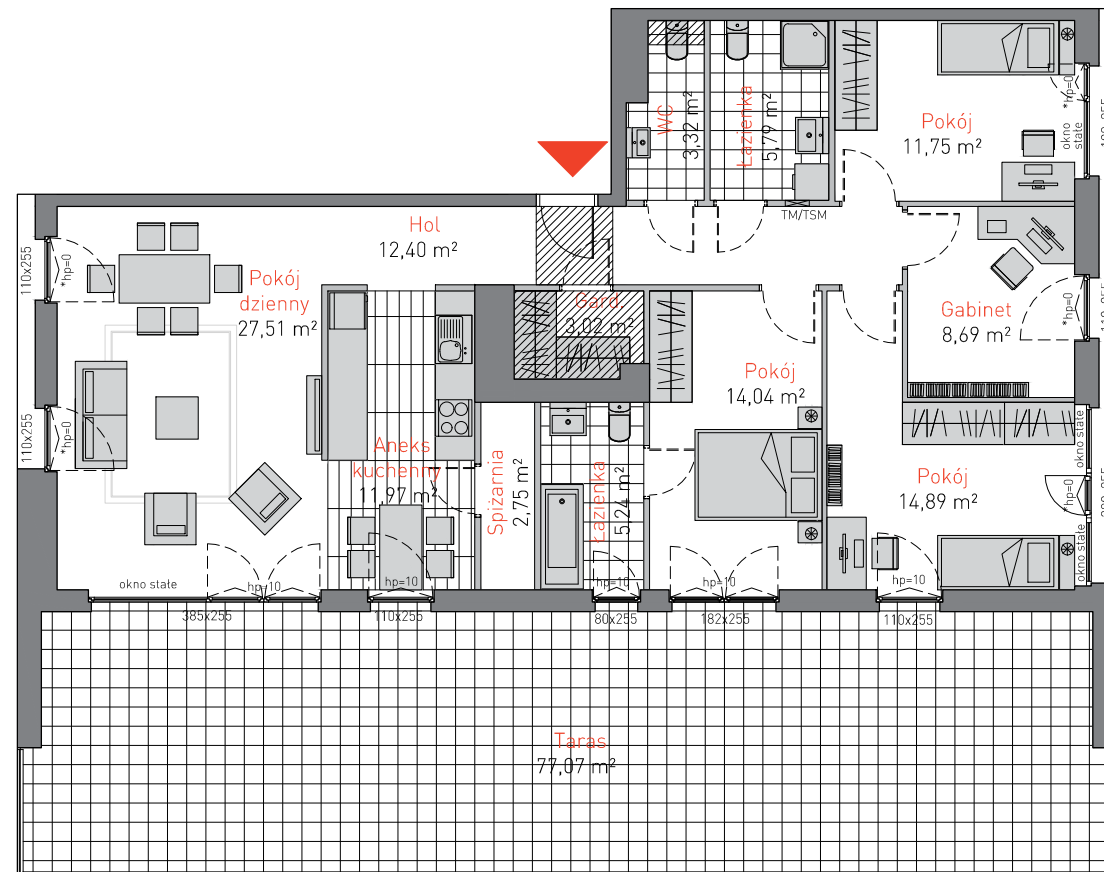 WC
3,32 m²
Łazienka
5,79 m²
Pokój
11,75 m²
*hp=0
okno
stałe
TM/TSM
Hol
12,40 m²
110x255
*hp=0
Pokój
dzienny
27,51 m²
Gard.
3,02 m²
Gabinet
8,69 m²
*hp=0
Pokój
14,04 m²
110x255
*hp=0
Aneks
kuchenny
11,97 m²
Spiżarnia
2,75 m²
Łazienka
5,24 m²
Pokój
14,89 m²
okno stałe
*hp=0
okno stałe
okno stałe
hp=10
hp=10
hp=10
hp=10
hp=10
385x255
110x255
80x255
182x255
110x255
Taras
77,07 m²